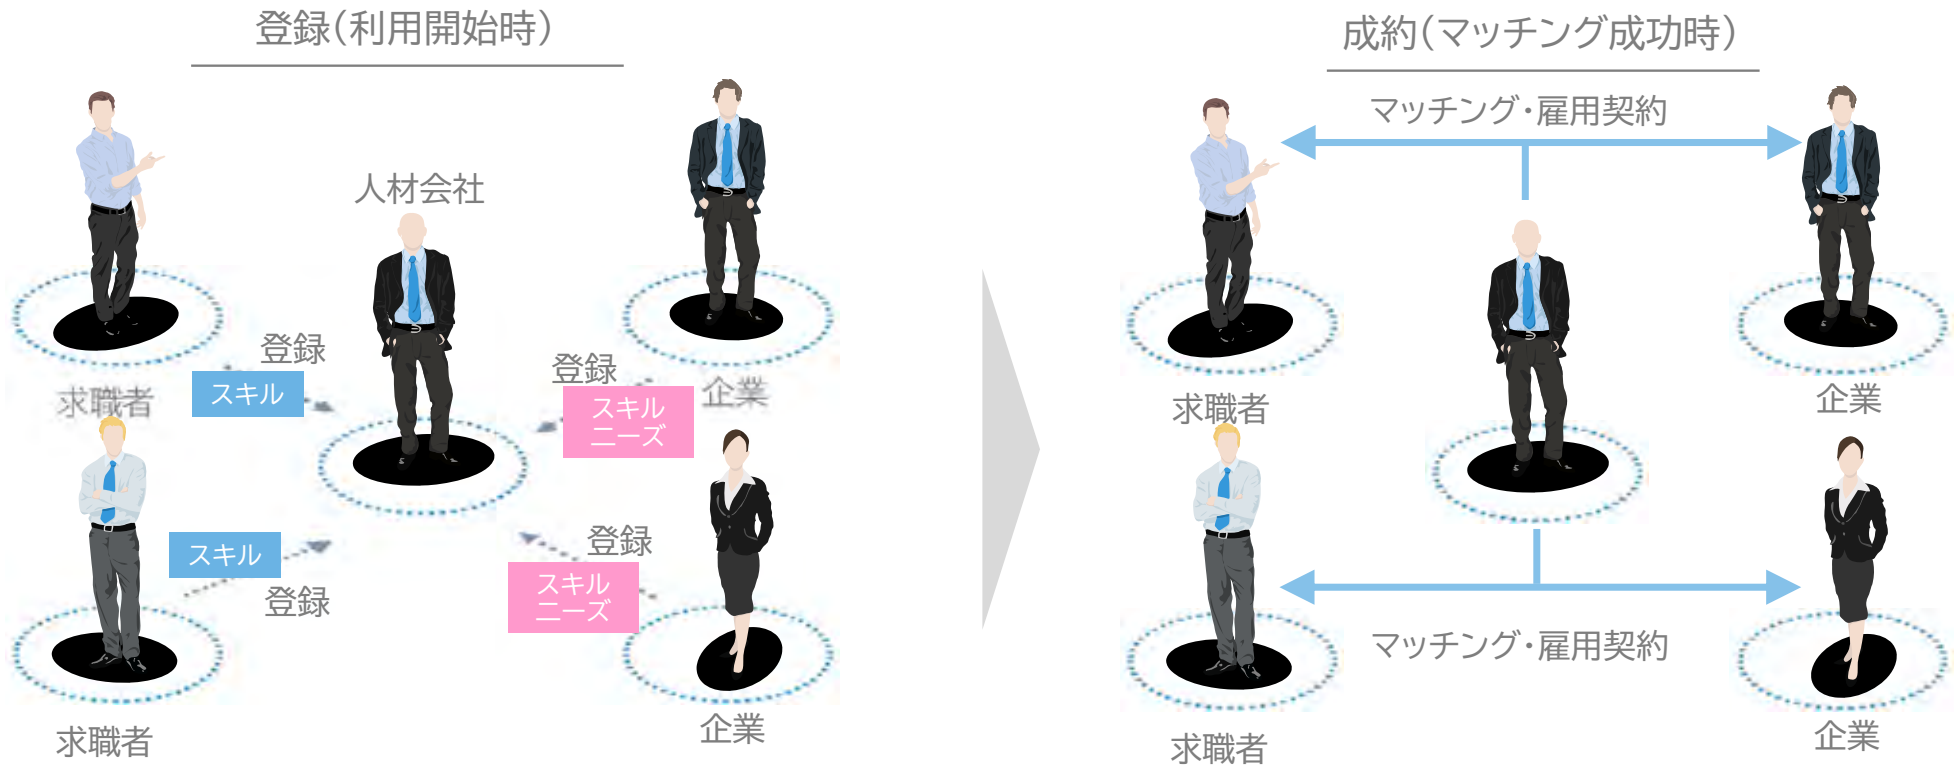 登録（利用開始時）
人材会社
登録
スキル
求職者
登録
スキル
ニーズ
企業
スキル
登録
求職者
登録
スキル
ニーズ
企業
成約（マッチング成功時）
マッチング・雇用契約
求職者
企業
マッチング・雇用契約
求職者
企業